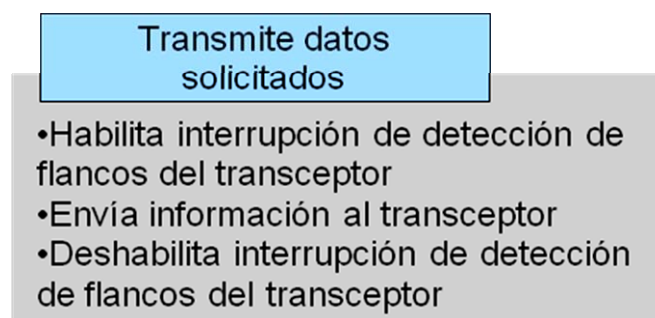 Transmite datos
solicitados
•Habilita interrupción de detección de
flancos del transceptor
•Envía información al transceptor
•Deshabilita interrupción de detección
de flancos del transceptor